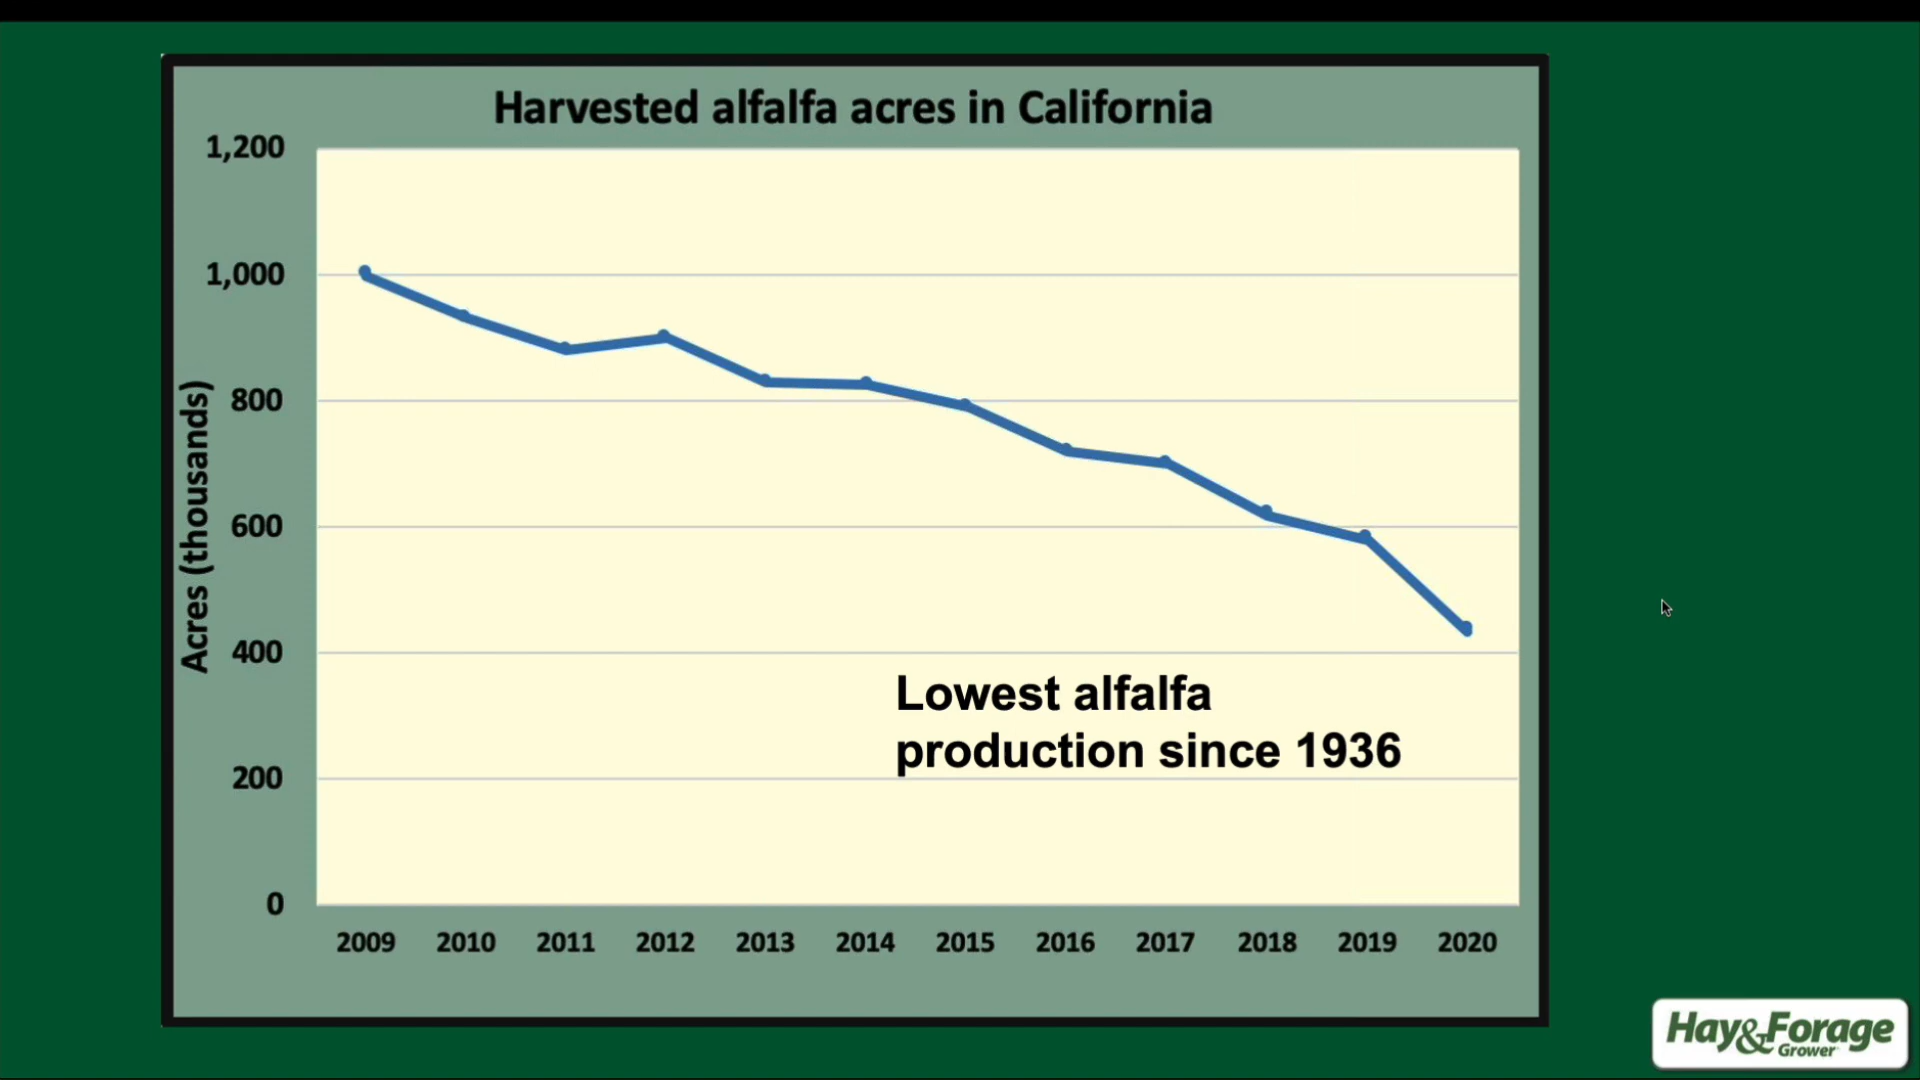 Harvested alfalfa acres in California
Acres (thousands)
1,200
1,000
800
600
400
200
0
Lowest alfalfa
production since 1936
2009 2010 2011 2012 2013 2014 2015 2016 2017 2018 2019 2020
Hay&Forage
Grower